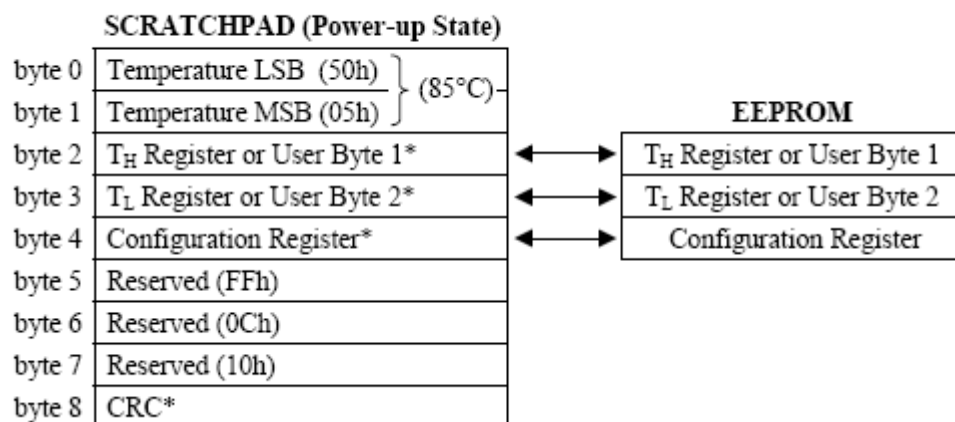 SCRATCHPAD (Power-up State)
byte 0 Temperature LSB (50h)
(85°C)
byte 1 Temperature MSB (05h)
EEPROM
byte 2 TH Register or User Byte 1* TH Register or User Byte 1
byte 3 TL Register or User Byte 2* TL Register or User Byte 2
byte 4 Configuration Register* Configuration Register
byte 5 Reserved (FFh)
byte 6 Reserved (0Ch)
byte 7 Reserved (10h)
byte 8 CRC*